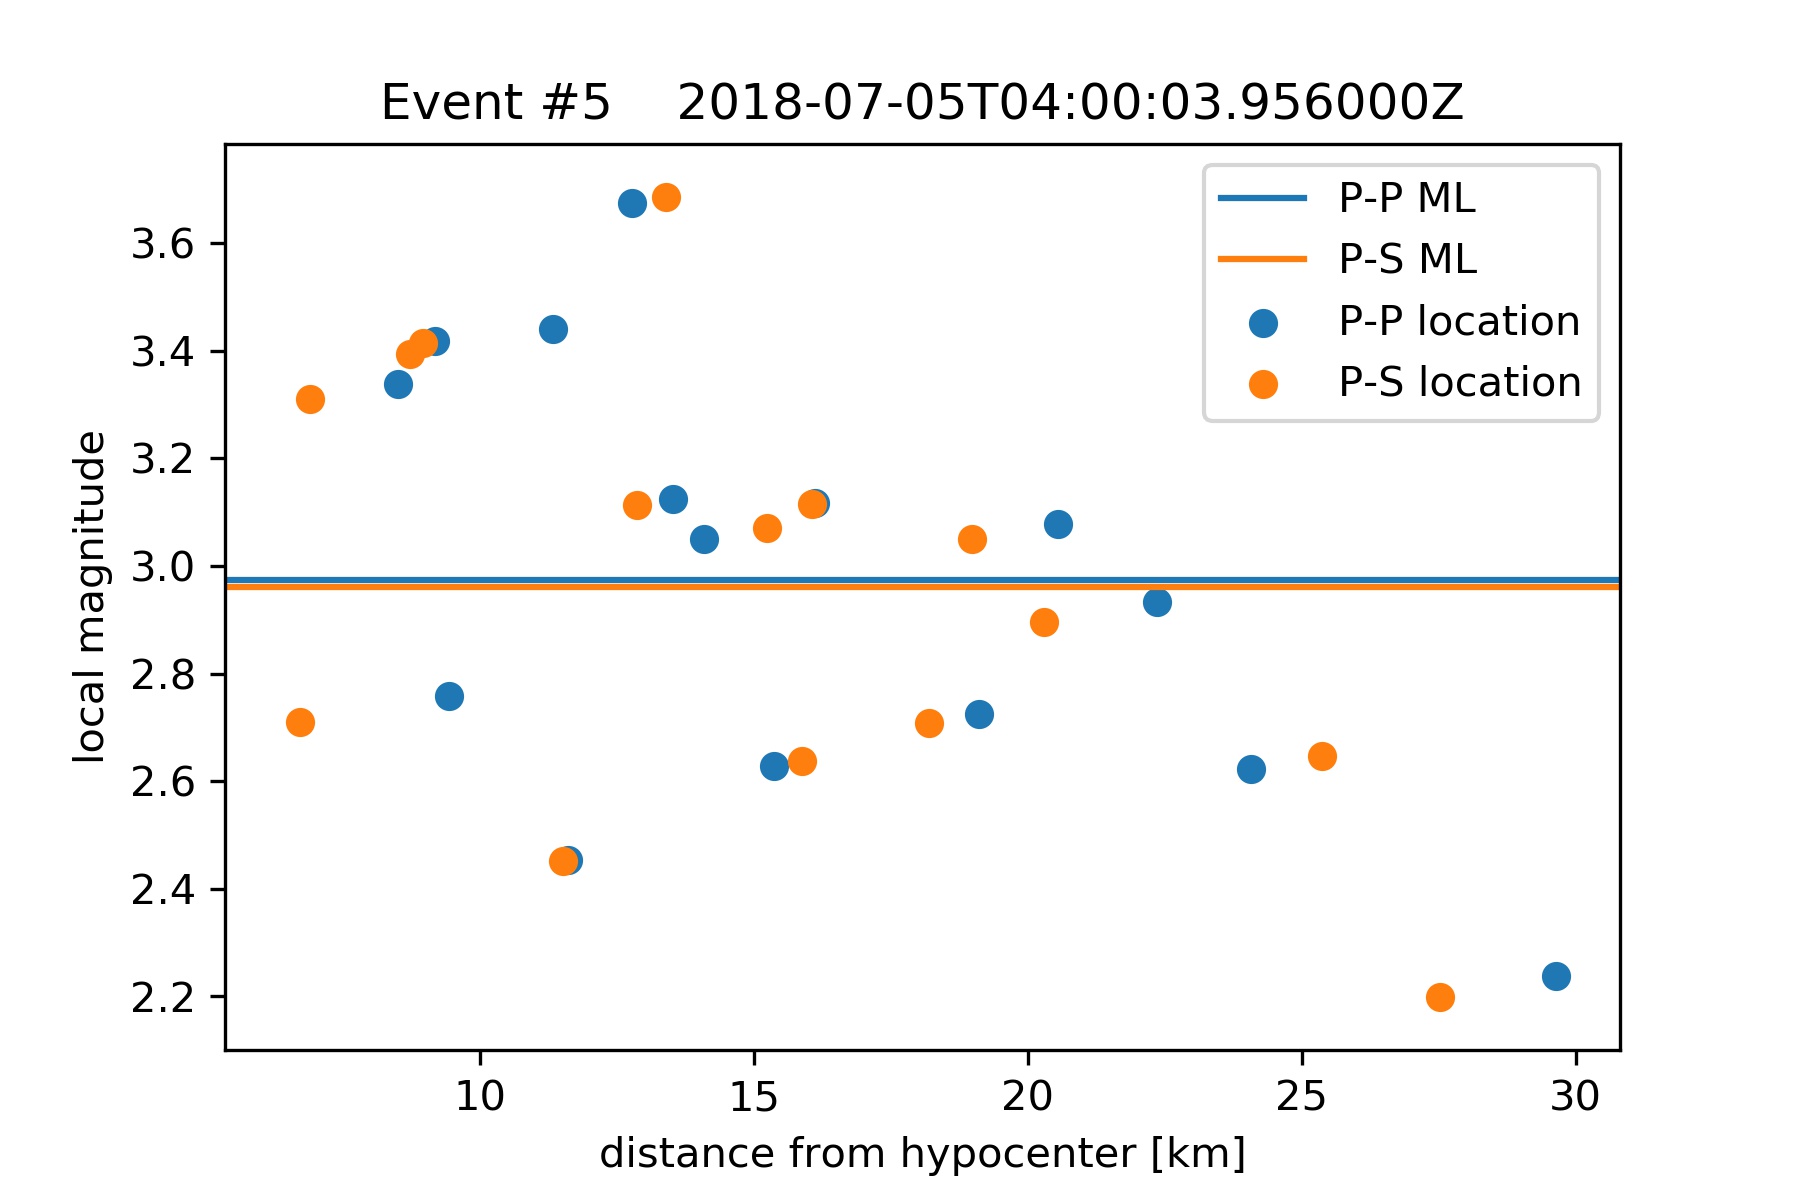 Event #5    2018-07-05T04:00:03.956000Z
P-P ML
P-S ML
P-P location
P-S location
local magnitude
3.6
3.4
3.2
3.0
2.8
2.6
2.4
2.2
10 15 20 25 30
distance from hypocenter [km]